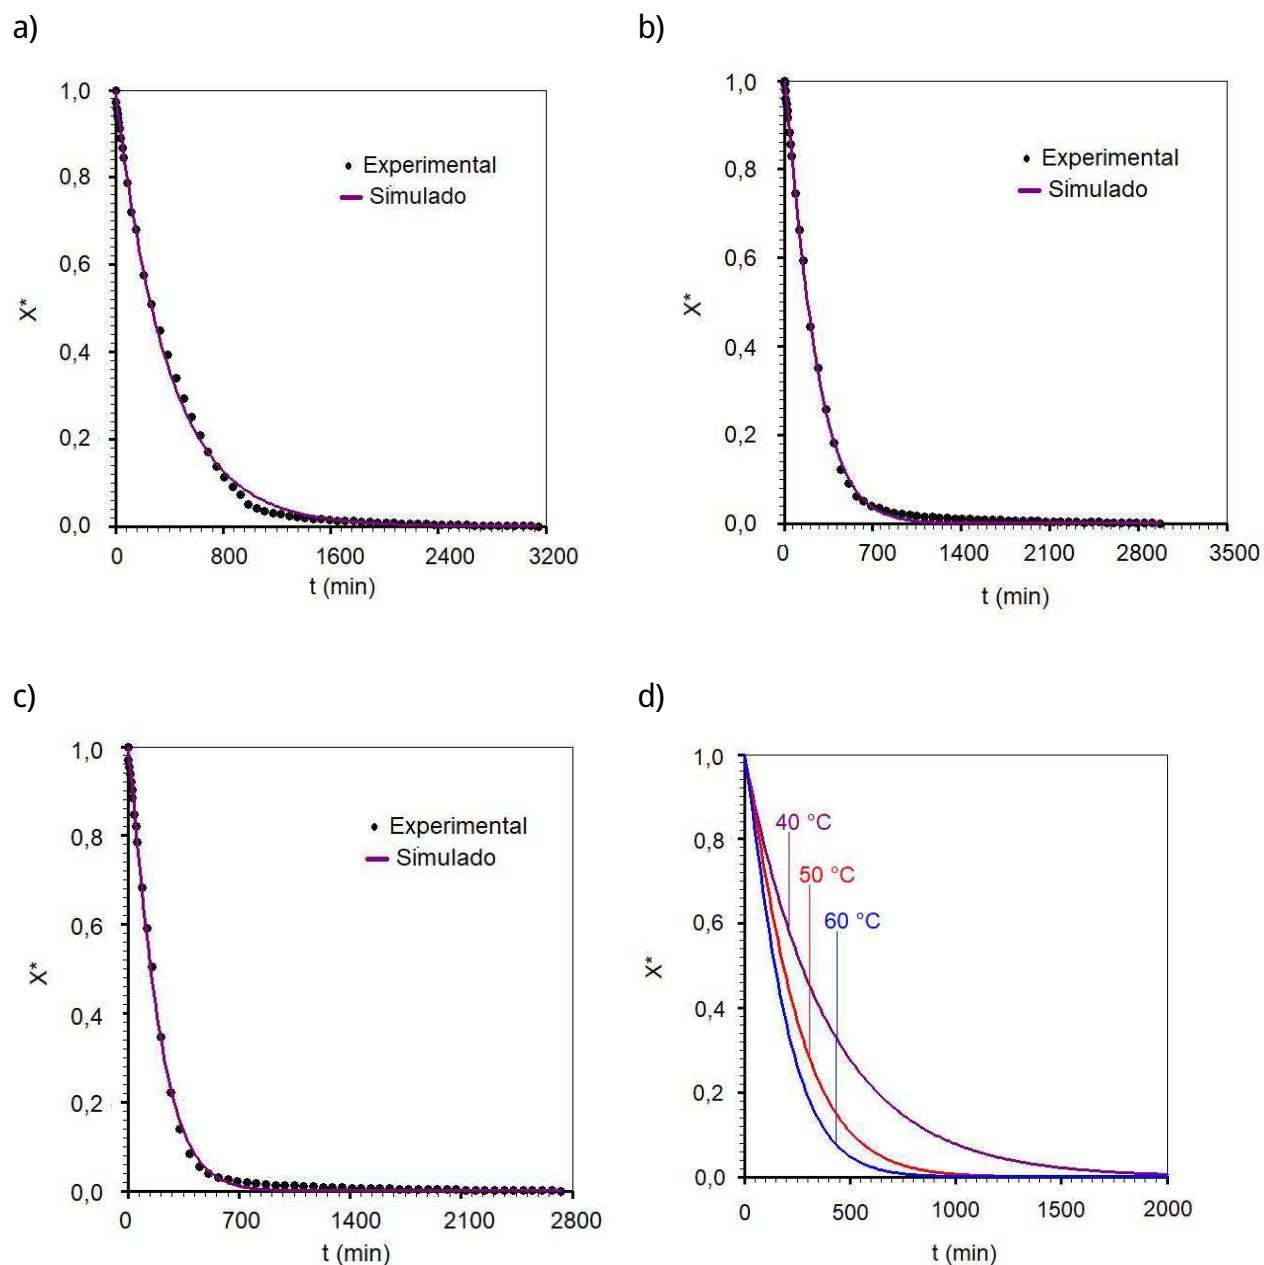 a)
1,0
0,8
0,6
0,4
0,2
0,0
X*
Experimental
Simulado
0 800 1600 2400 3200
t (min)
b)
1,0
0,8
0,6
0,4
0,2
0,0
X*
Experimental
Simulado
0 700 1400 2100 2800 3500
t (min)
c)
1,0
0,8
0,6
0,4
0,2
0,0
X*
Experimental
Simulado
0 700 1400 2100 2800
t (min)
d)
1,0
0,8
0,6
0,4
0,2
0,0
X*
40 °C
50 °C
60 °C
0 500 1000 1500 2000
t (min)